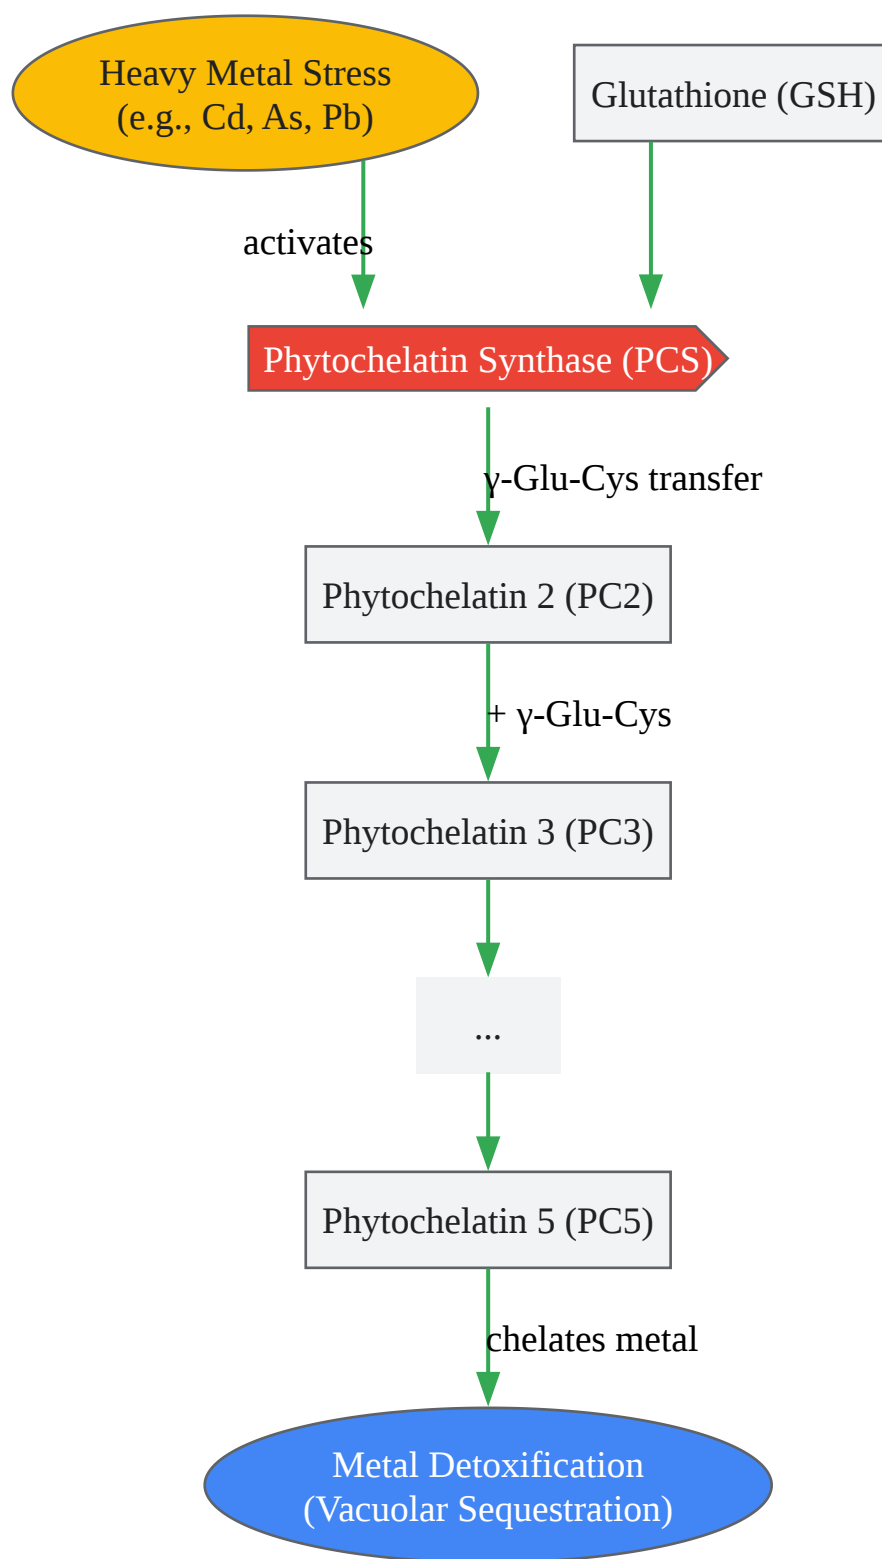 Heavy Metal Stress
(e.g., Cd, As, Pb)
Glutathione (GSH)
activates
Phytochelatin Synthase (PCS)
γ-Glu-Cys transfer
Phytochelatin 2 (PC2)
+ γ-Glu-Cys
Phytochelatin 3 (PC3)
...
Phytochelatin 5 (PC5)
chelates metal
Metal Detoxification
(Vacuolar Sequestration)